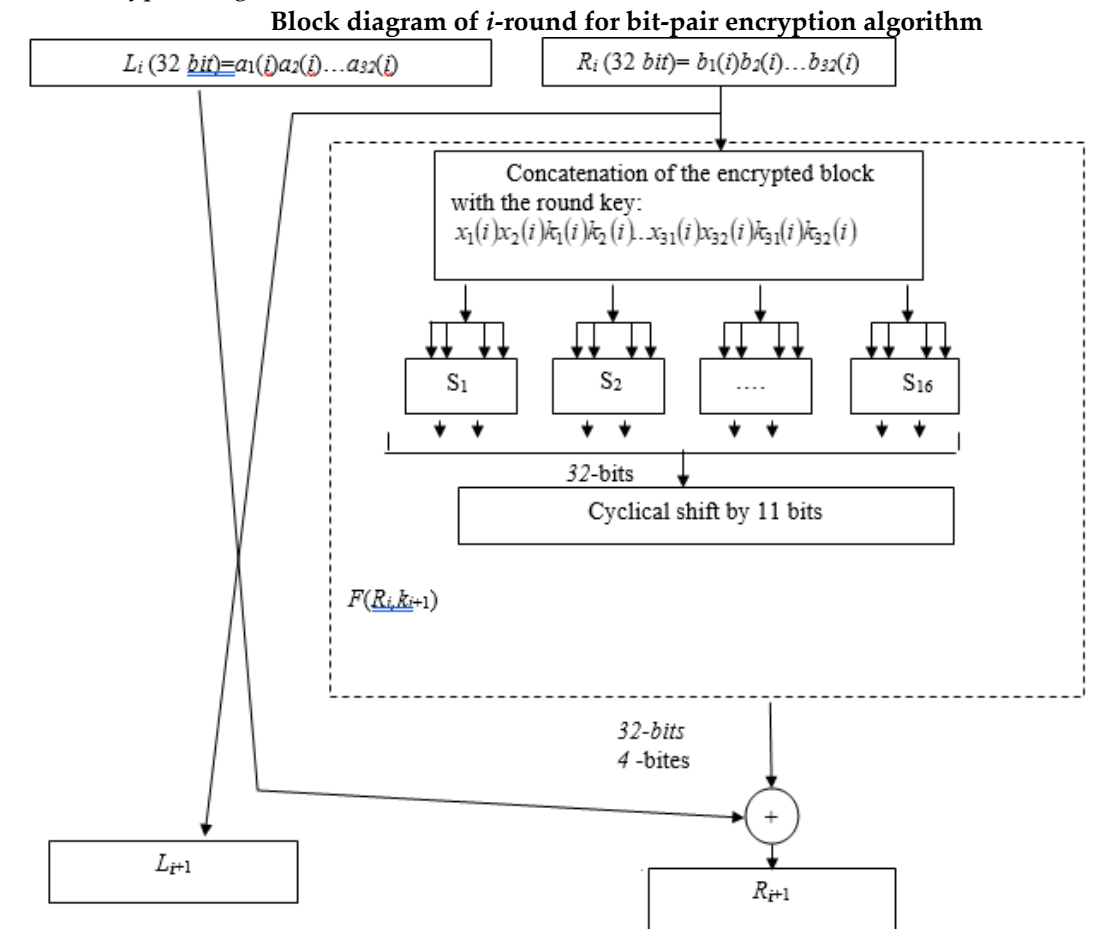 Block diagram of i-round for bit-pair encryption algorithm
Lᵢ (32 bit)=a₁(i)a₂(i)…a₃₂(i)
Rᵢ (32 bit)= b₁(i)b₂(i)…b₃₂(i)
Concatenation of the encrypted block
with the round key:
x₁(i)x₂(i)k₁(i)k₂(i)...x₃₁(i)x₃₂(i)k₃₁(i)k₃₂(i)
S₁
S₂
....
S₁₆
32-bits
Cyclical shift by 11 bits
F(Rᵢ,kᵢ₊₁)
32-bits
4 -bites
+
Lᵢ₊₁
Rᵢ₊₁